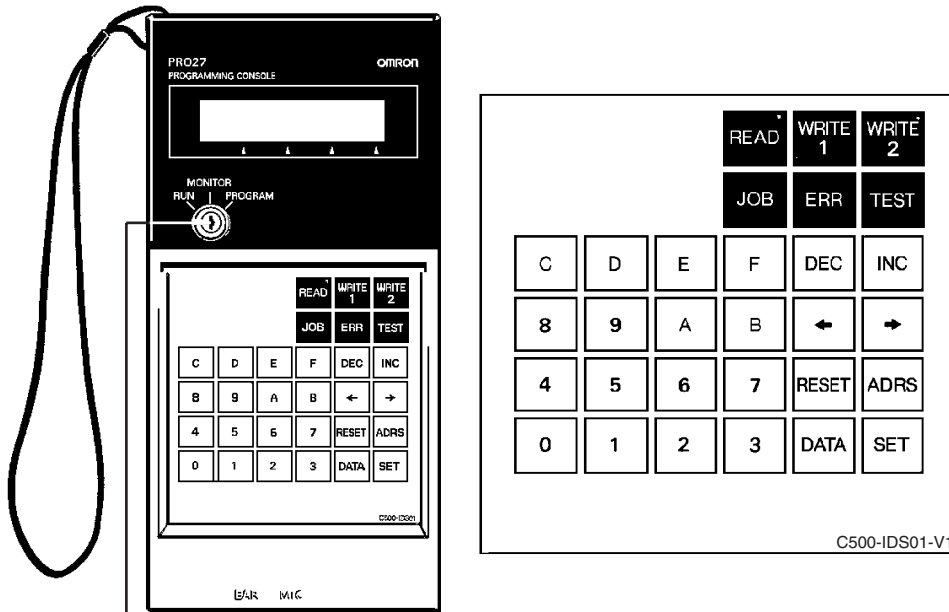 PRO27 OMRON
PROGRAMMING CONSOLE
MONITOR
RUN PROGRAM
READ WRITE 1 WRITE 2
JOB ERR TEST
C D E F DEC INC
8 9 A B ← →
4 5 6 7 RESET ADRS
0 1 2 3 DATA SET
C500-IDS01
EAR MIC
READ WRITE 1 WRITE 2
JOB ERR TEST
C D E F DEC INC
8 9 A B ← →
4 5 6 7 RESET ADRS
0 1 2 3 DATA SET
C500-IDS01-V1